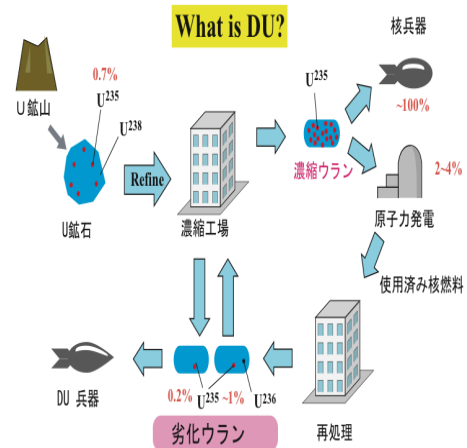 What is DU?
核兵器
0.7%
U²³⁵
U²³⁵
U鉱山
U²³⁸
~100%
Refine
濃縮ウラン
2~4%
U鉱石
濃縮工場
原子力発電
使用済み核燃料
DU 兵器
0.2% U²³⁵ ~1% U²³⁶
再処理
劣化ウラン